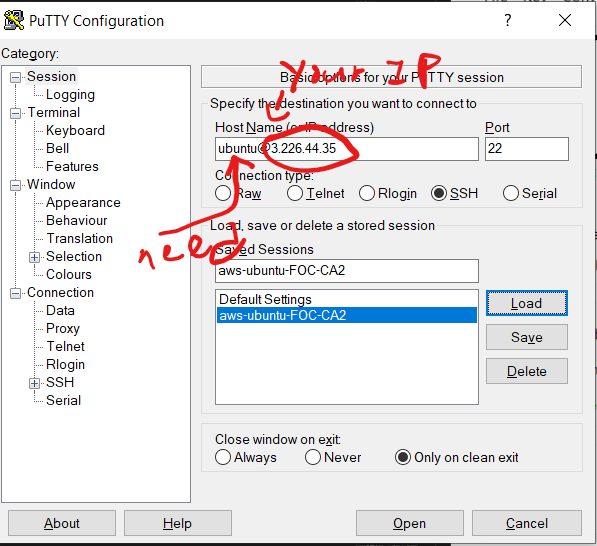 PuTTY Configuration
? ×
Category:
Session
Logging
Terminal
Keyboard
Bell
Features
Window
Appearance
Behaviour
Translation
Selection
Colours
Connection
Data
Proxy
Telnet
Rlogin
SSH
Serial
your IP
Basic options for your PuTTY session
Specify the destination you want to connect to
Host Name (or IP address) Port
ubuntu@3.226.44.35 22
Connection type:
Raw Telnet Rlogin SSH Serial
need
Load, save or delete a stored session
Saved Sessions
aws-ubuntu-FOC-CA2
Default Settings
aws-ubuntu-FOC-CA2
Load
Save
Delete
Close window on exit:
Always Never Only on clean exit
About Help Open Cancel